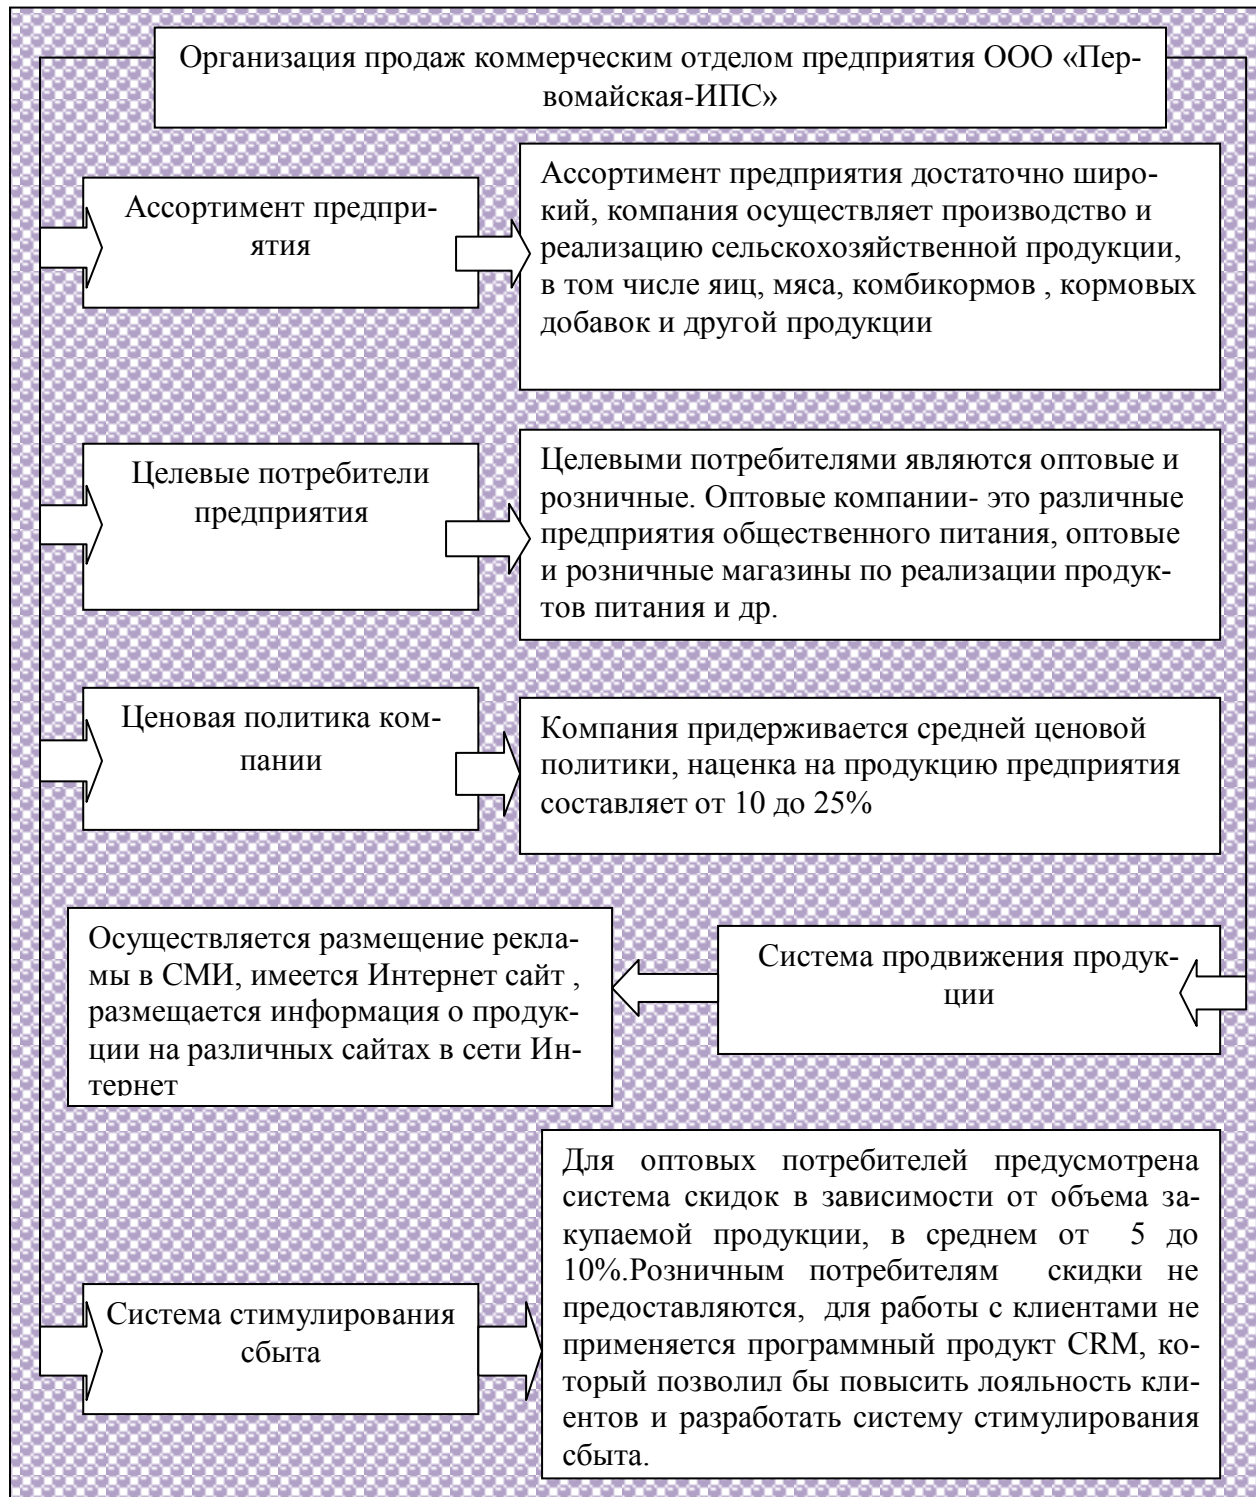 Организация продаж коммерческим отделом предприятия ООО «Пер-
вомайская-ИПС»
Ассортимент предпри-
ятия
Ассортимент предприятия достаточно широ-
кий, компания осуществляет производство и
реализацию сельскохозяйственной продукции,
в том числе яиц, мяса, комбикормов , кормовых
добавок и другой продукции
Целевые потребители
предприятия
Целевыми потребителями являются оптовые и
розничные. Оптовые компании- это различные
предприятия общественного питания, оптовые
и розничные магазины по реализации продук-
тов питания и др.
Ценовая политика ком-
пании
Компания придерживается средней ценовой
политики, наценка на продукцию предприятия
составляет от 10 до 25%
Система продвижения продук-
ции
Осуществляется размещение рекла-
мы в СМИ, имеется Интернет сайт ,
размещается информация о продук-
ции на различных сайтах в сети Ин-
тернет
Система стимулирования
сбыта
Для оптовых потребителей предусмотрена
система скидок в зависимости от объема за-
купаемой продукции, в среднем от 5 до
10%.Розничным потребителям скидки не
предоставляются, для работы с клиентами не
применяется программный продукт CRM, ко-
торый позволил бы повысить лояльность кли-
ентов и разработать систему стимулирования
сбыта.